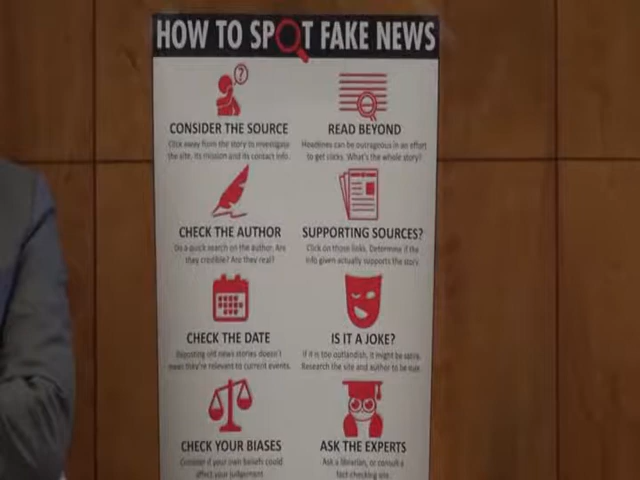 HOW TO SPOT FAKE NEWS
CONSIDER THE SOURCE
Click away from the story to investigate
the site, its mission and its contact info.
READ BEYOND
Headlines can be outrageous in an effort
to get clicks. What's the whole story?
CHECK THE AUTHOR
Do a quick search on the author. Are
they credible? Are they real?
SUPPORTING SOURCES?
Click on those links. Determine if the
info given actually supports the story.
CHECK THE DATE
Reposting old news stories doesn't
mean they're relevant to current events.
IS IT A JOKE?
If it is too outlandish, it might be satire.
Research the site and author to be sure.
CHECK YOUR BIASES
Consider if your own beliefs could
affect your judgement
ASK THE EXPERTS
Ask a librarian, or consult a
fact-checking site